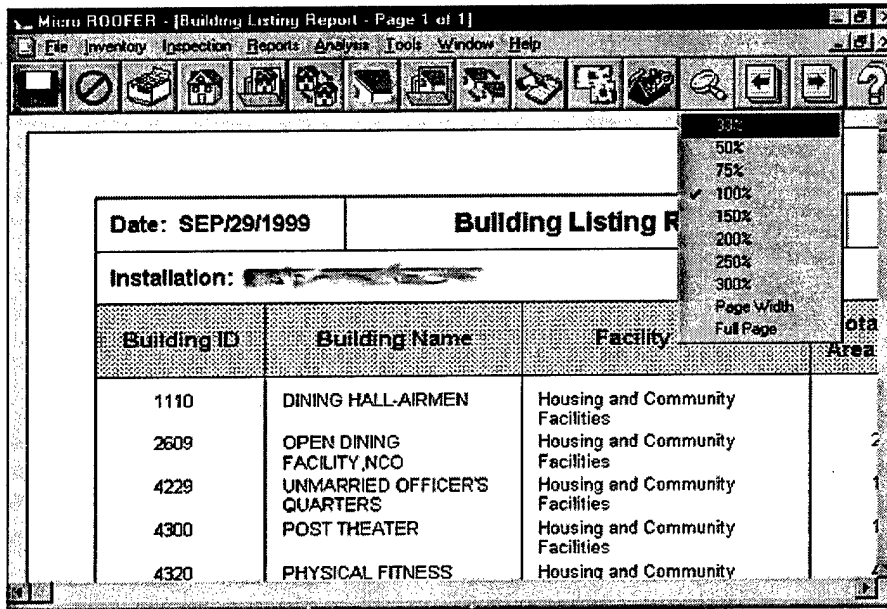 Micro ROOFER - [Building Listing Report - Page 1 of 1]
File Inventory Inspection Reports Analysis Tools Window Help
33%
50%
75%
100%
150%
200%
250%
300%
Page Width
Full Page
Date: SEP/29/1999
Building Listing R
Installation:
Building ID
Building Name
Facility
ota
Area
1110
DINING HALL-AIRMEN
Housing and Community
Facilities
2609
OPEN DINING
FACILITY,NCO
Housing and Community
Facilities
2
4229
UNMARRIED OFFICER'S
QUARTERS
Housing and Community
Facilities
1
4300
POST THEATER
Housing and Community
Facilities
1
4320
PHYSICAL FITNESS
Housing and Community